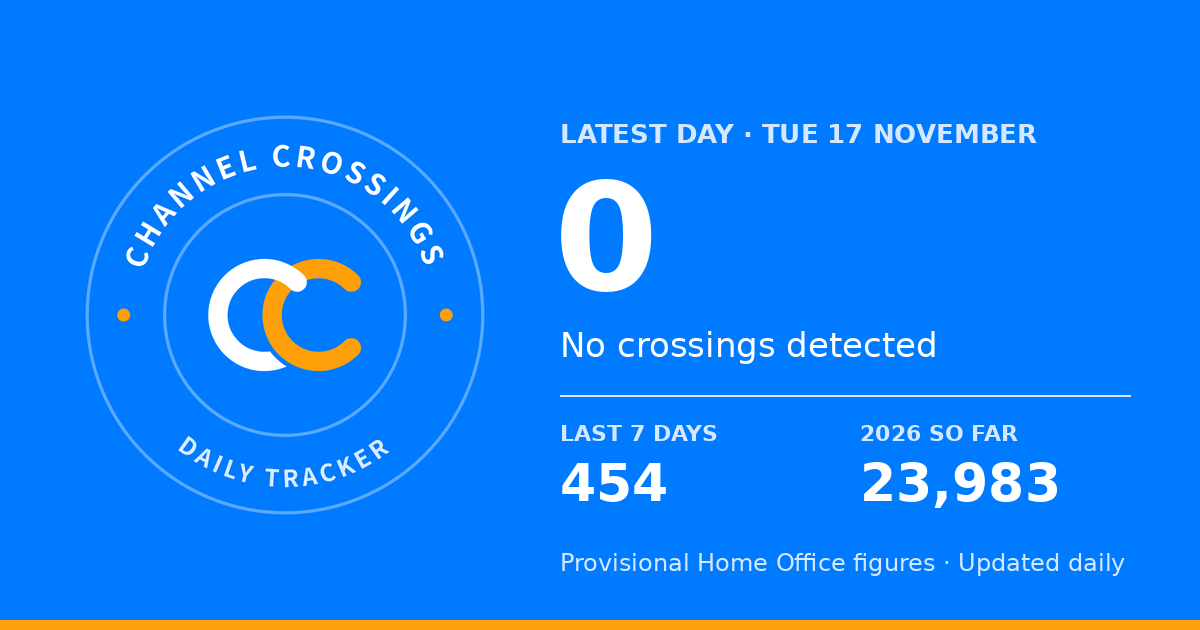 CHANNEL CROSSINGS
DAILY TRACKER
LATEST DAY · TUE 17 NOVEMBER
0
No crossings detected
LAST 7 DAYS
454
2026 SO FAR
23,983
Provisional Home Office figures · Updated daily